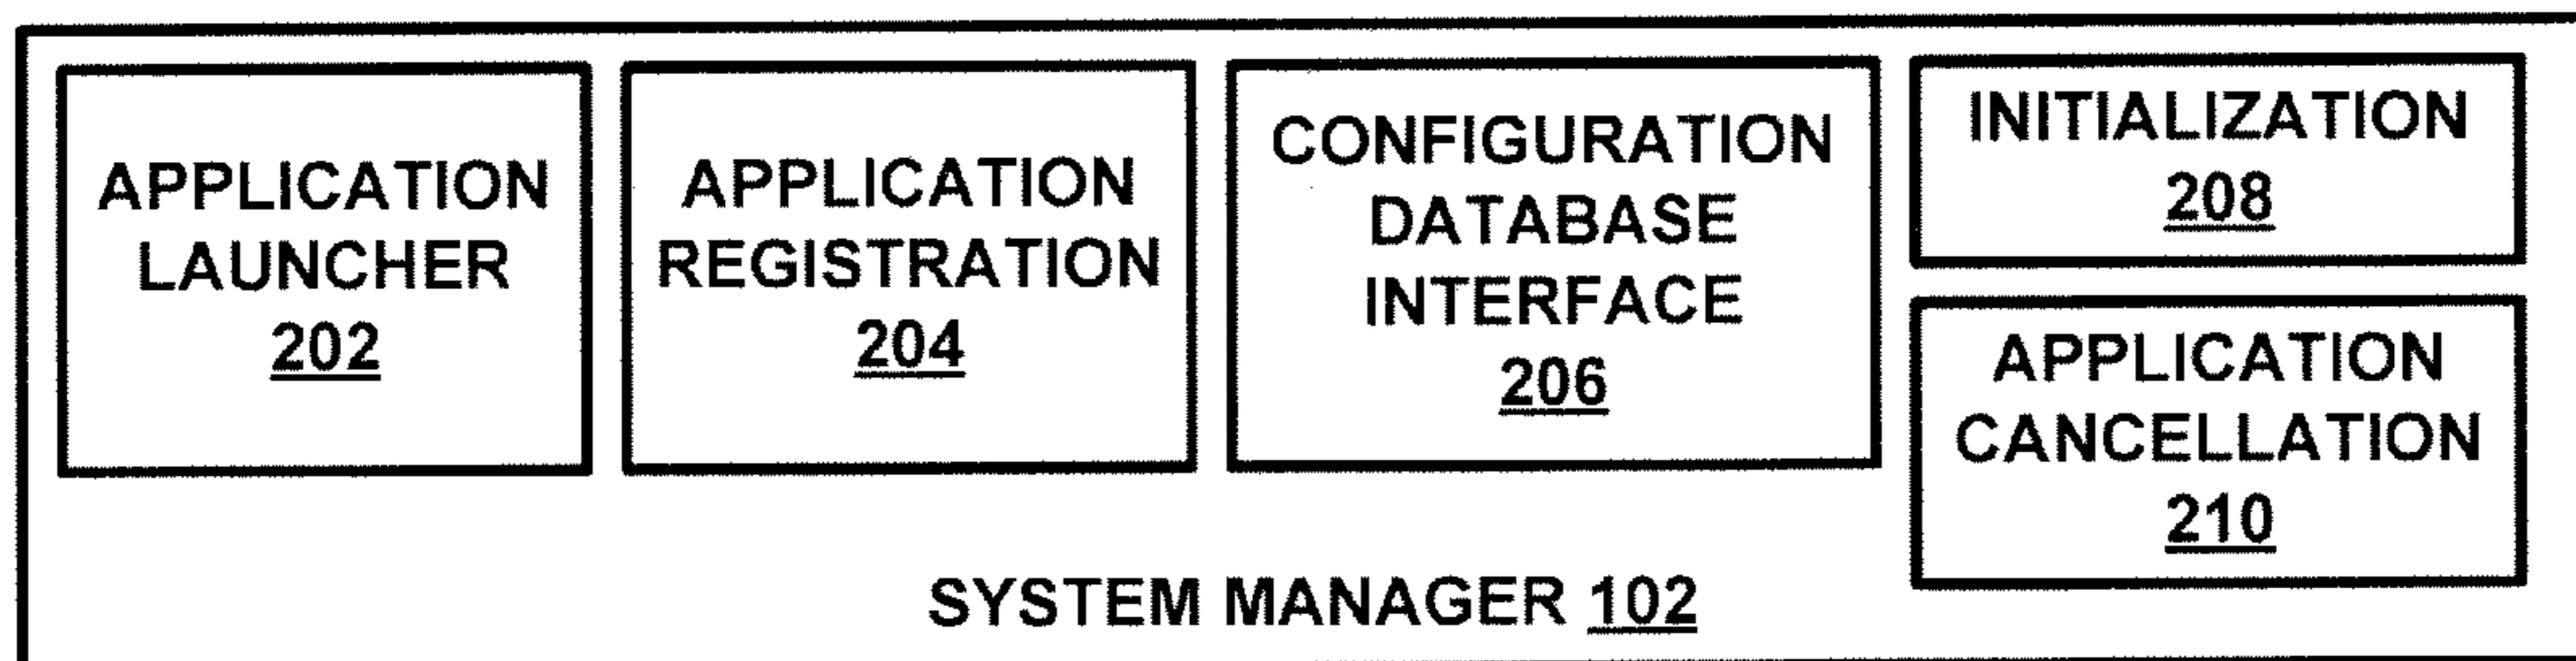 APPLICATION
LAUNCHER
202
APPLICATION
REGISTRATION
204
CONFIGURATION
DATABASE
INTERFACE
206
INITIALIZATION
208
APPLICATION
CANCELLATION
210
SYSTEM MANAGER 102